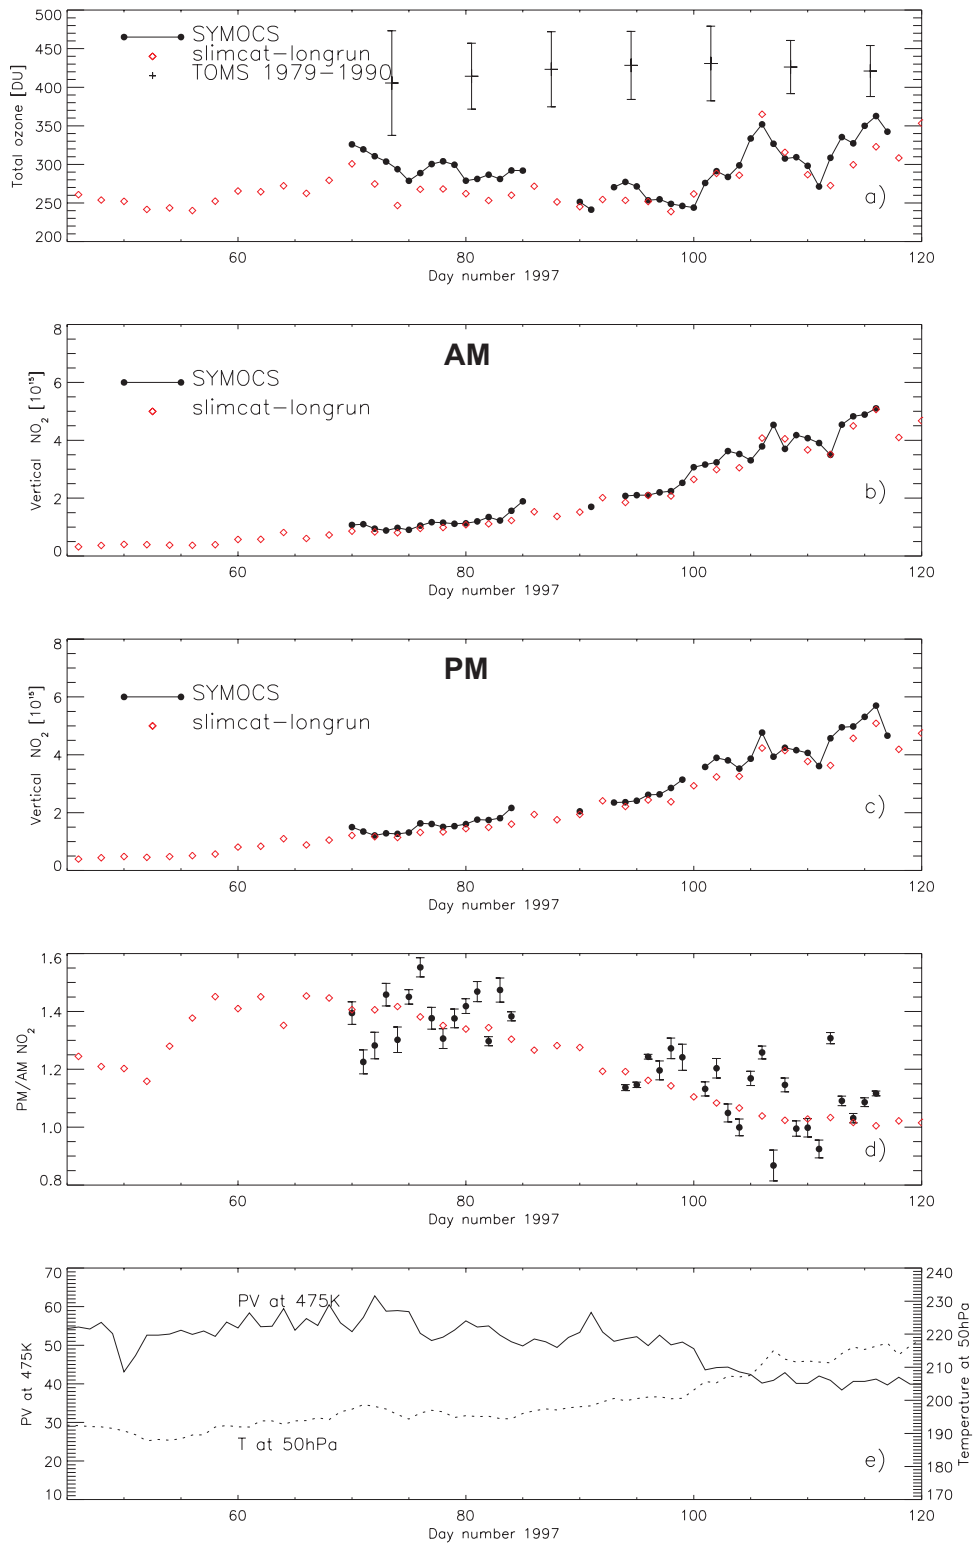 500
450
400
350
300
250
200
Total ozone [DU]
SYMOCS
slimcat-longrun
TOMS 1979-1990
a)
60 80 100 120
Day number 1997
8
6
4
2
0
Vertical NO₂ [10¹⁵]
AM
SYMOCS
slimcat-longrun
b)
60 80 100 120
Day number 1997
8
6
4
2
0
Vertical NO₂ [10¹⁵]
PM
SYMOCS
slimcat-longrun
c)
60 80 100 120
Day number 1997
1.6
1.4
1.2
1.0
0.8
PM/AM NO₂
d)
60 80 100 120
Day number 1997
70
60
50
40
30
20
10
PV at 475K
PV at 475K
T at 50hPa
e)
240
230
220
210
200
190
180
170
Temperature at 50hPa
60 80 100 120
Day number 1997